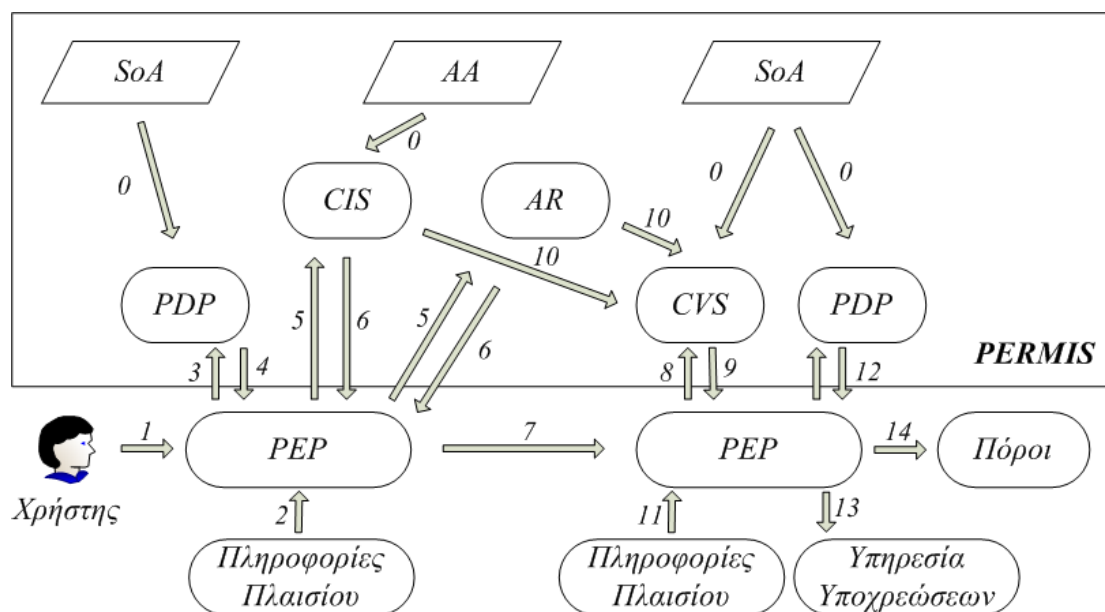 SoA
AA
SoA
0
0
0
0
CIS
AR
10
10
PDP
CVS
PDP
5
6
5
6
3
4
8
9
12
PERMIS
1
PEP
7
PEP
14
Πόροι
Χρήστης
2
11
13
Πληροφορίες
Πλαισίου
Πληροφορίες
Πλαισίου
Υπηρεσία
Υποχρεώσεων